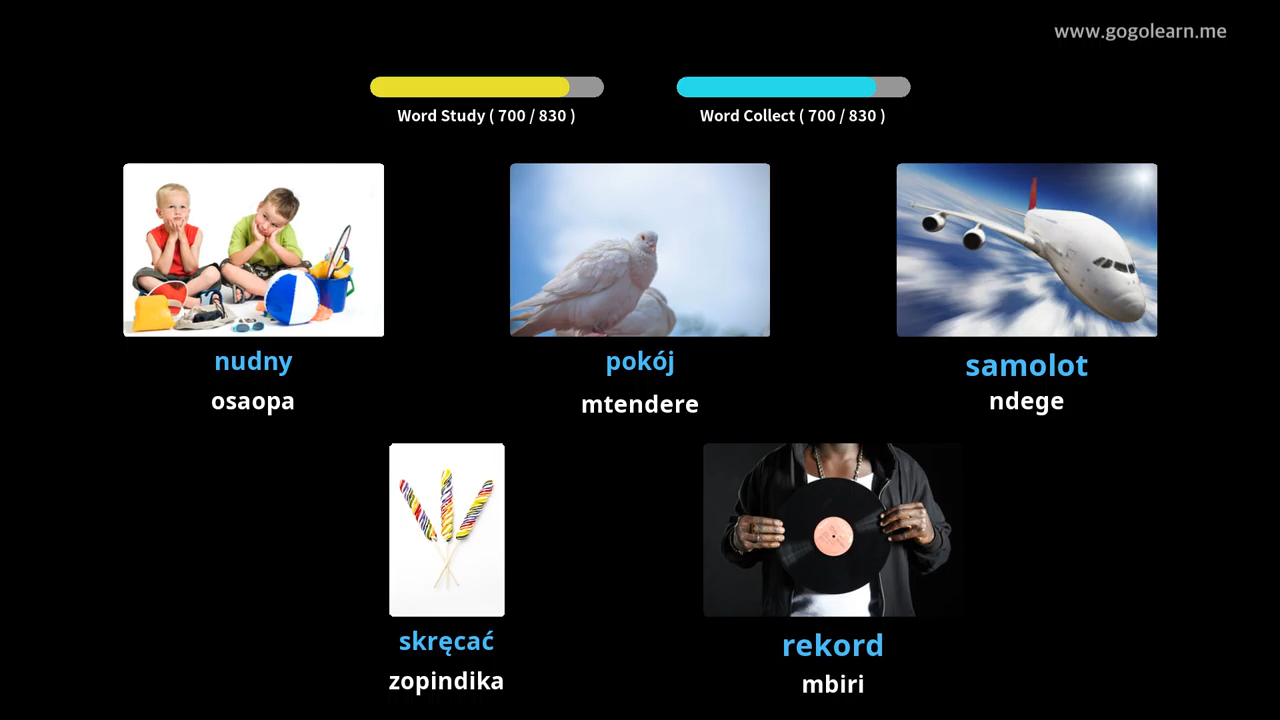 www.gogolearn.me
Word Study ( 700 / 830 )
Word Collect ( 700 / 830 )
nudny
osaopa
pokój
mtendere
samolot
ndege
skręcać
zopindika
rekord
mbiri